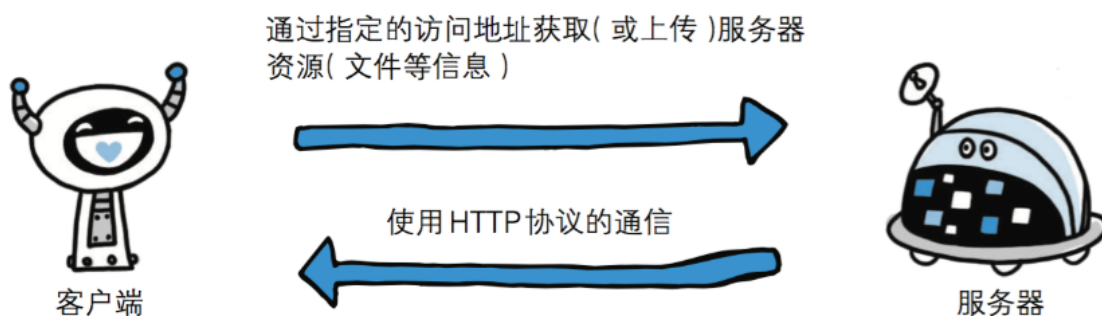 通过指定的访问地址获取( 或上传 )服务器
资源( 文件等信息 )
使用HTTP协议的通信
客户端
服务器